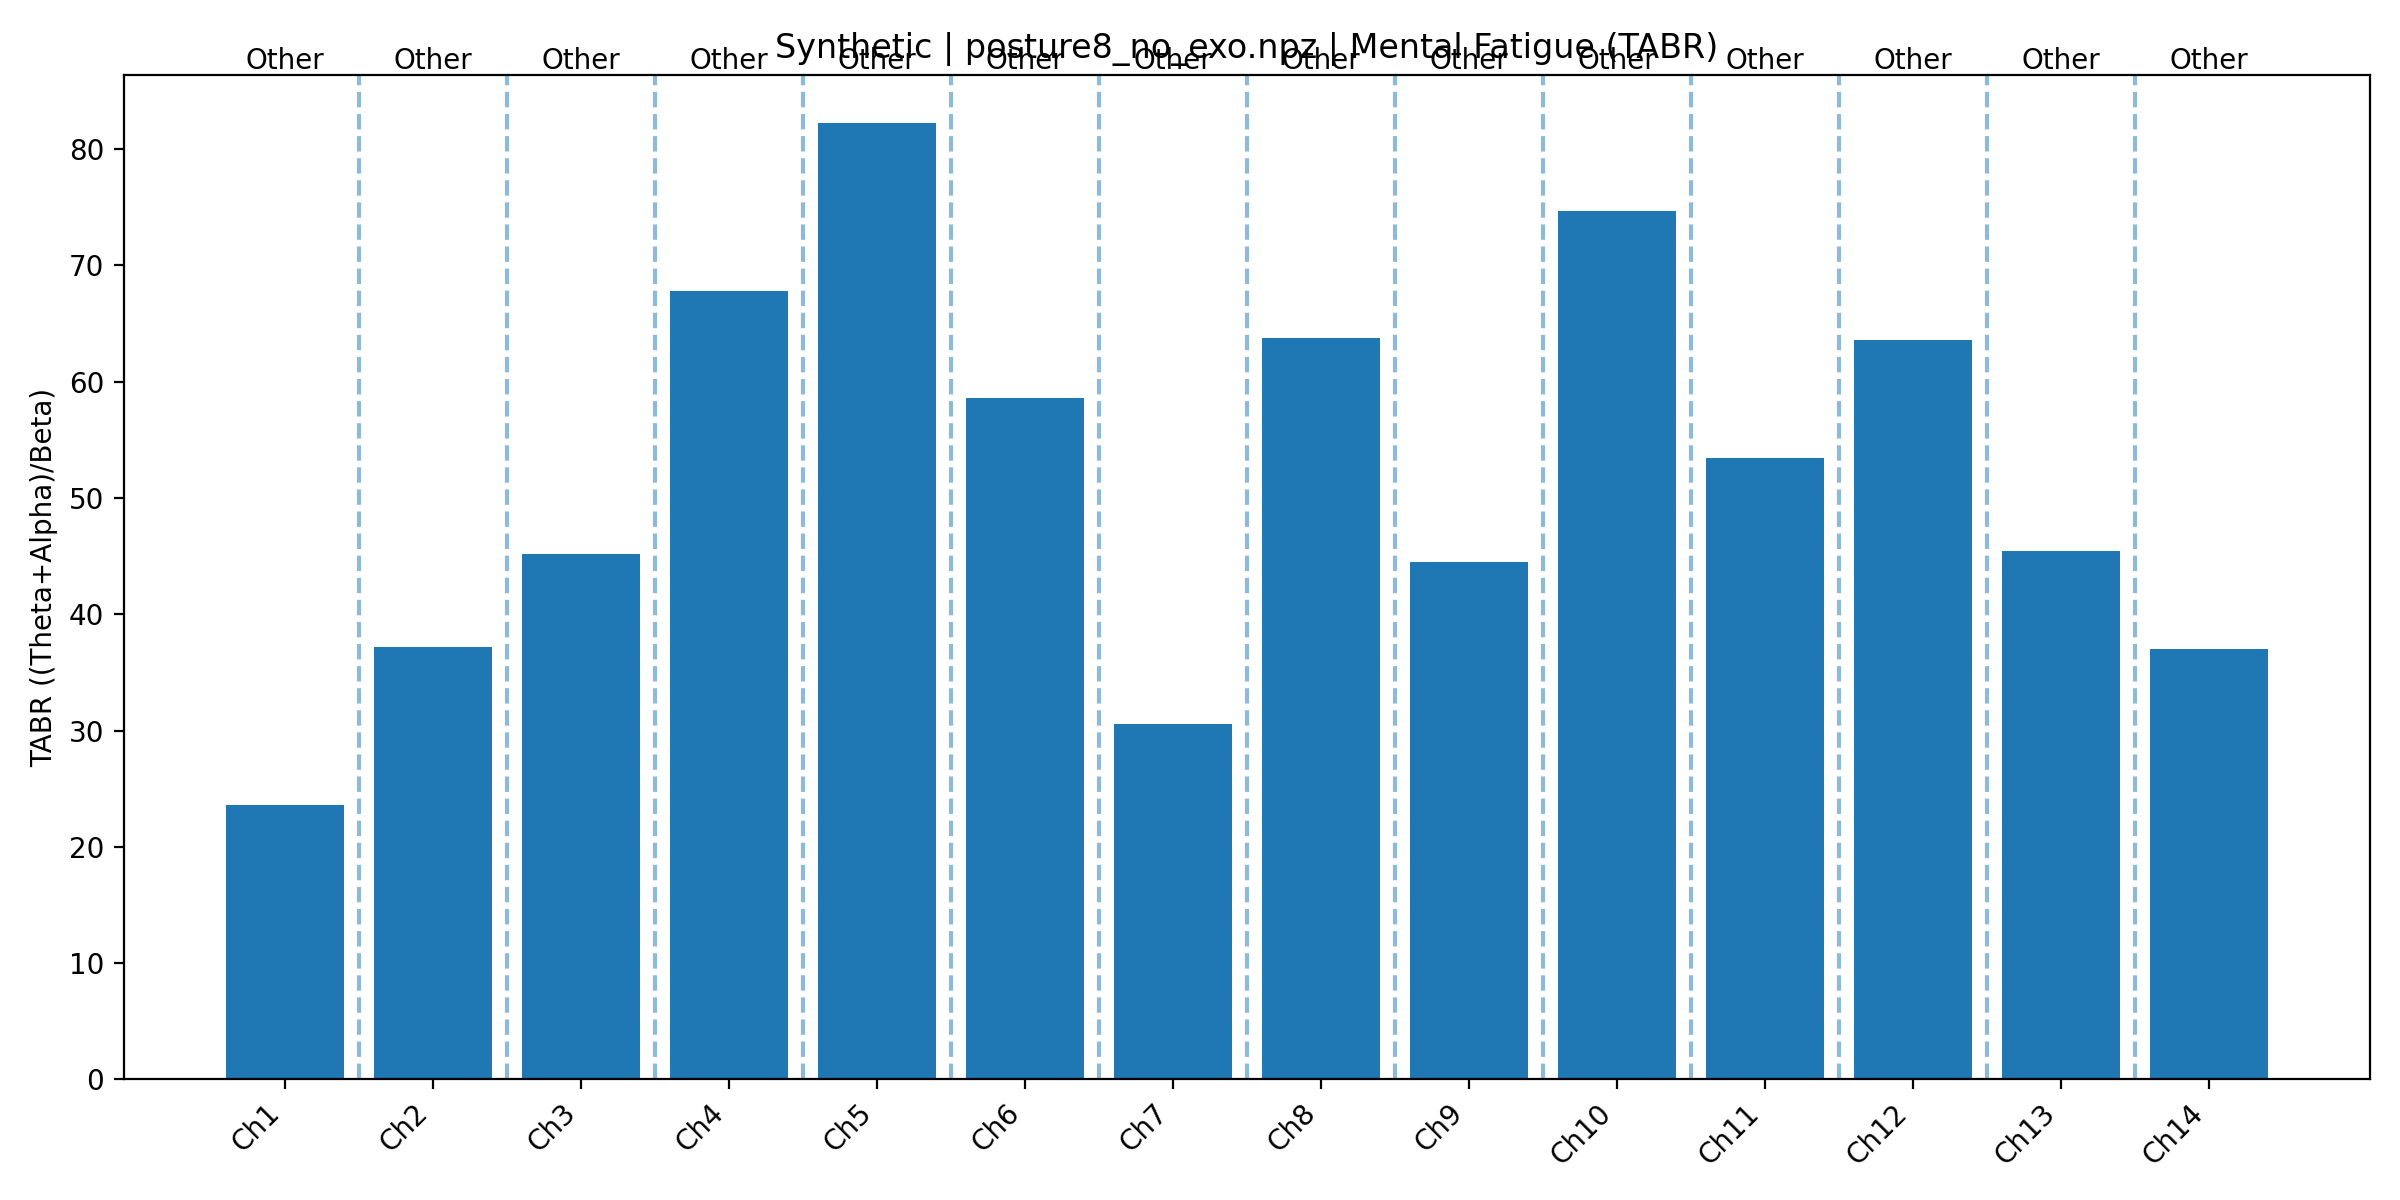 Synthetic | posture8_no_exo.npz | Mental Fatigue (TABR)
Other Other Other Other Other Other Other Other Other Other Other Other Other Other
TABR ((Theta+Alpha)/Beta)
80
70
60
50
40
30
20
10
0
Ch1 Ch2 Ch3 Ch4 Ch5 Ch6 Ch7 Ch8 Ch9 Ch10 Ch11 Ch12 Ch13 Ch14